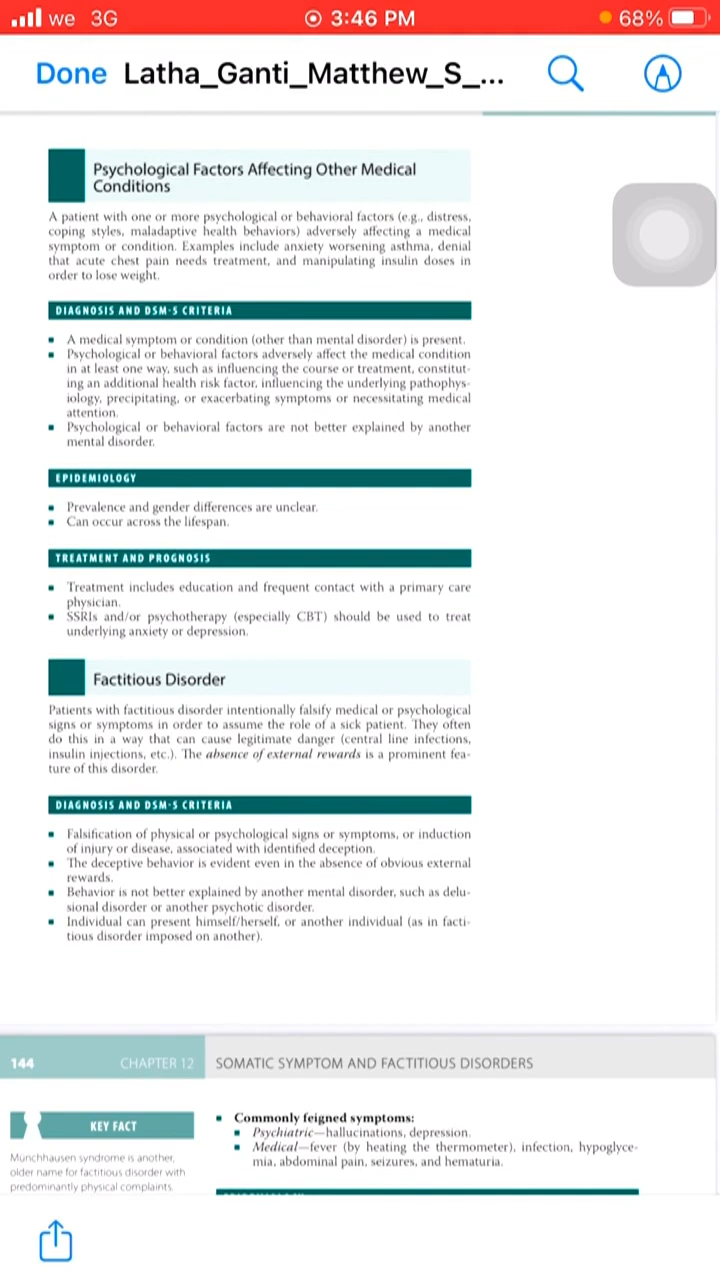 we 3G
3:46 PM
68%
Done
Latha_Ganti_Matthew_S_...
Psychological Factors Affecting Other Medical
Conditions
A patient with one or more psychological or behavioral factors (e.g., distress,
coping styles, maladaptive health behaviors) adversely affecting a medical
symptom or condition. Examples include anxiety worsening asthma, denial
that acute chest pain needs treatment, and manipulating insulin doses in
order to lose weight.
DIAGNOSIS AND DSM-5 CRITERIA
▪ A medical symptom or condition (other than mental disorder) is present.
▪ Psychological or behavioral factors adversely affect the medical condition
in at least one way, such as influencing the course or treatment, constitut-
ing an additional health risk factor, influencing the underlying pathophys-
iology, precipitating, or exacerbating symptoms or necessitating medical
attention.
▪ Psychological or behavioral factors are not better explained by another
mental disorder.
EPIDEMIOLOGY
▪ Prevalence and gender differences are unclear.
▪ Can occur across the lifespan.
TREATMENT AND PROGNOSIS
▪ Treatment includes education and frequent contact with a primary care
physician.
▪ SSRIs and/or psychotherapy (especially CBT) should be used to treat
underlying anxiety or depression.
Factitious Disorder
Patients with factitious disorder intentionally falsify medical or psychological
signs or symptoms in order to assume the role of a sick patient. They often
do this in a way that can cause legitimate danger (central line infections,
insulin injections, etc.). The absence of external rewards is a prominent fea-
ture of this disorder.
DIAGNOSIS AND DSM-5 CRITERIA
▪ Falsification of physical or psychological signs or symptoms, or induction
of injury or disease, associated with identified deception.
▪ The deceptive behavior is evident even in the absence of obvious external
rewards.
▪ Behavior is not better explained by another mental disorder, such as delu-
sional disorder or another psychotic disorder.
▪ Individual can present himself/herself, or another individual (as in facti-
tious disorder imposed on another).
144 CHAPTER 12 SOMATIC SYMPTOM AND FACTITIOUS DISORDERS
KEY FACT
Münchhausen syndrome is another,
older name for factitious disorder with
predominantly physical complaints.
▪ Commonly feigned symptoms:
▪ Psychiatric—hallucinations, depression.
▪ Medical—fever (by heating the thermometer), infection, hypoglyce-
mia, abdominal pain, seizures, and hematuria.